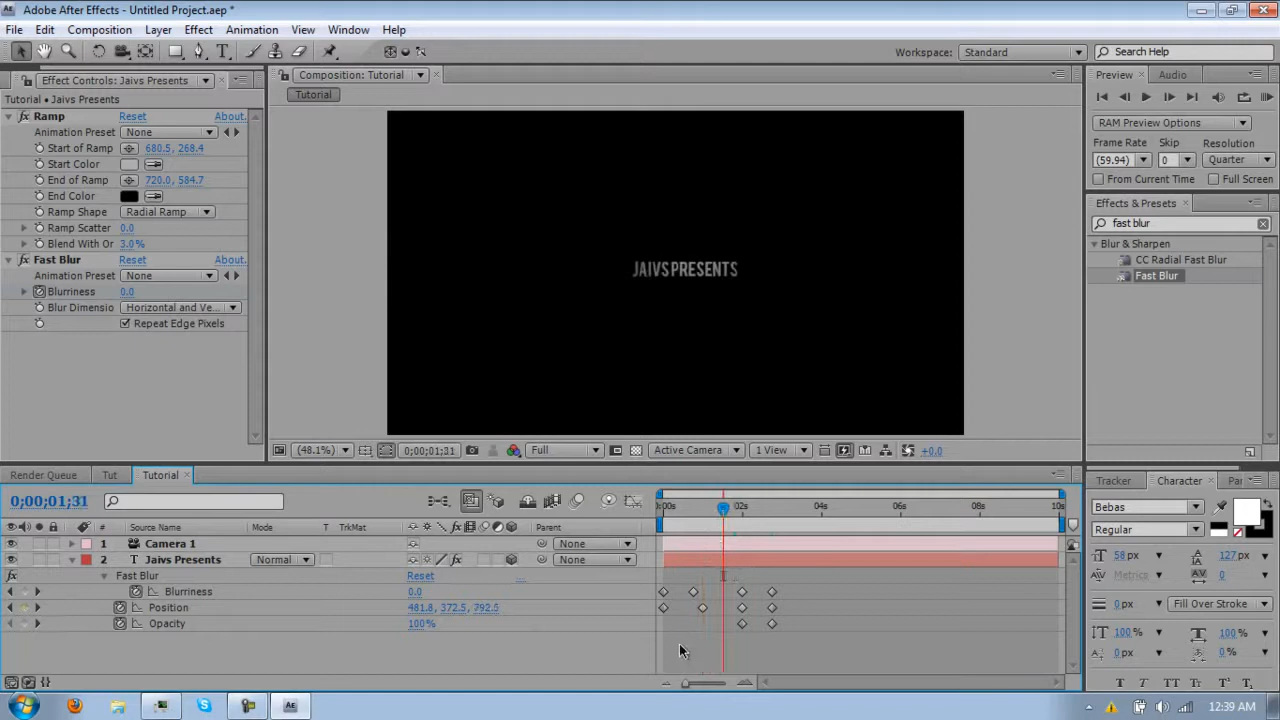 Adobe After Effects - Untitled Project.aep *
File Edit Composition Layer Effect Animation View Window Help
Workspace: Standard Search Help
Effect Controls: Jaivs Presents
Tutorial • Jaivs Presents
Ramp Reset About.
Animation Preset None
Start of Ramp 680.5, 268.4
Start Color
End of Ramp 720.0, 584.7
End Color
Ramp Shape Radial Ramp
Ramp Scatter 0.0
Blend With Or 3.0%
Fast Blur Reset About.
Animation Preset None
Blurriness 0.0
Blur Dimensio Horizontal and Ve...
Repeat Edge Pixels
Composition: Tutorial
Tutorial
JAIVS PRESENTS
(48.1%) 0;00;01;31 Full Active Camera 1 View +0.0
Preview Audio
RAM Preview Options
Frame Rate Skip Resolution
(59.94) 0 Quarter
From Current Time Full Screen
Effects & Presets
fast blur
Blur & Sharpen
CC Radial Fast Blur
Fast Blur
Render Queue Tut Tutorial
0;00;01;31
# Source Name Mode T TrkMat Parent
1 Camera 1 None
2 T Jaivs Presents Normal None
Fast Blur Reset ....
Blurriness 0.0
Position 481.8, 372.5, 792.5
Opacity 100%
:00s 02s 04s 06s 08s 10s
Tracker Character Par
Bebas
Regular
58 px 127 px
Metrics 0
0 px Fill Over Stroke
100 % 100 %
0 px 0 %
T T TT Tt T
12:39 AM